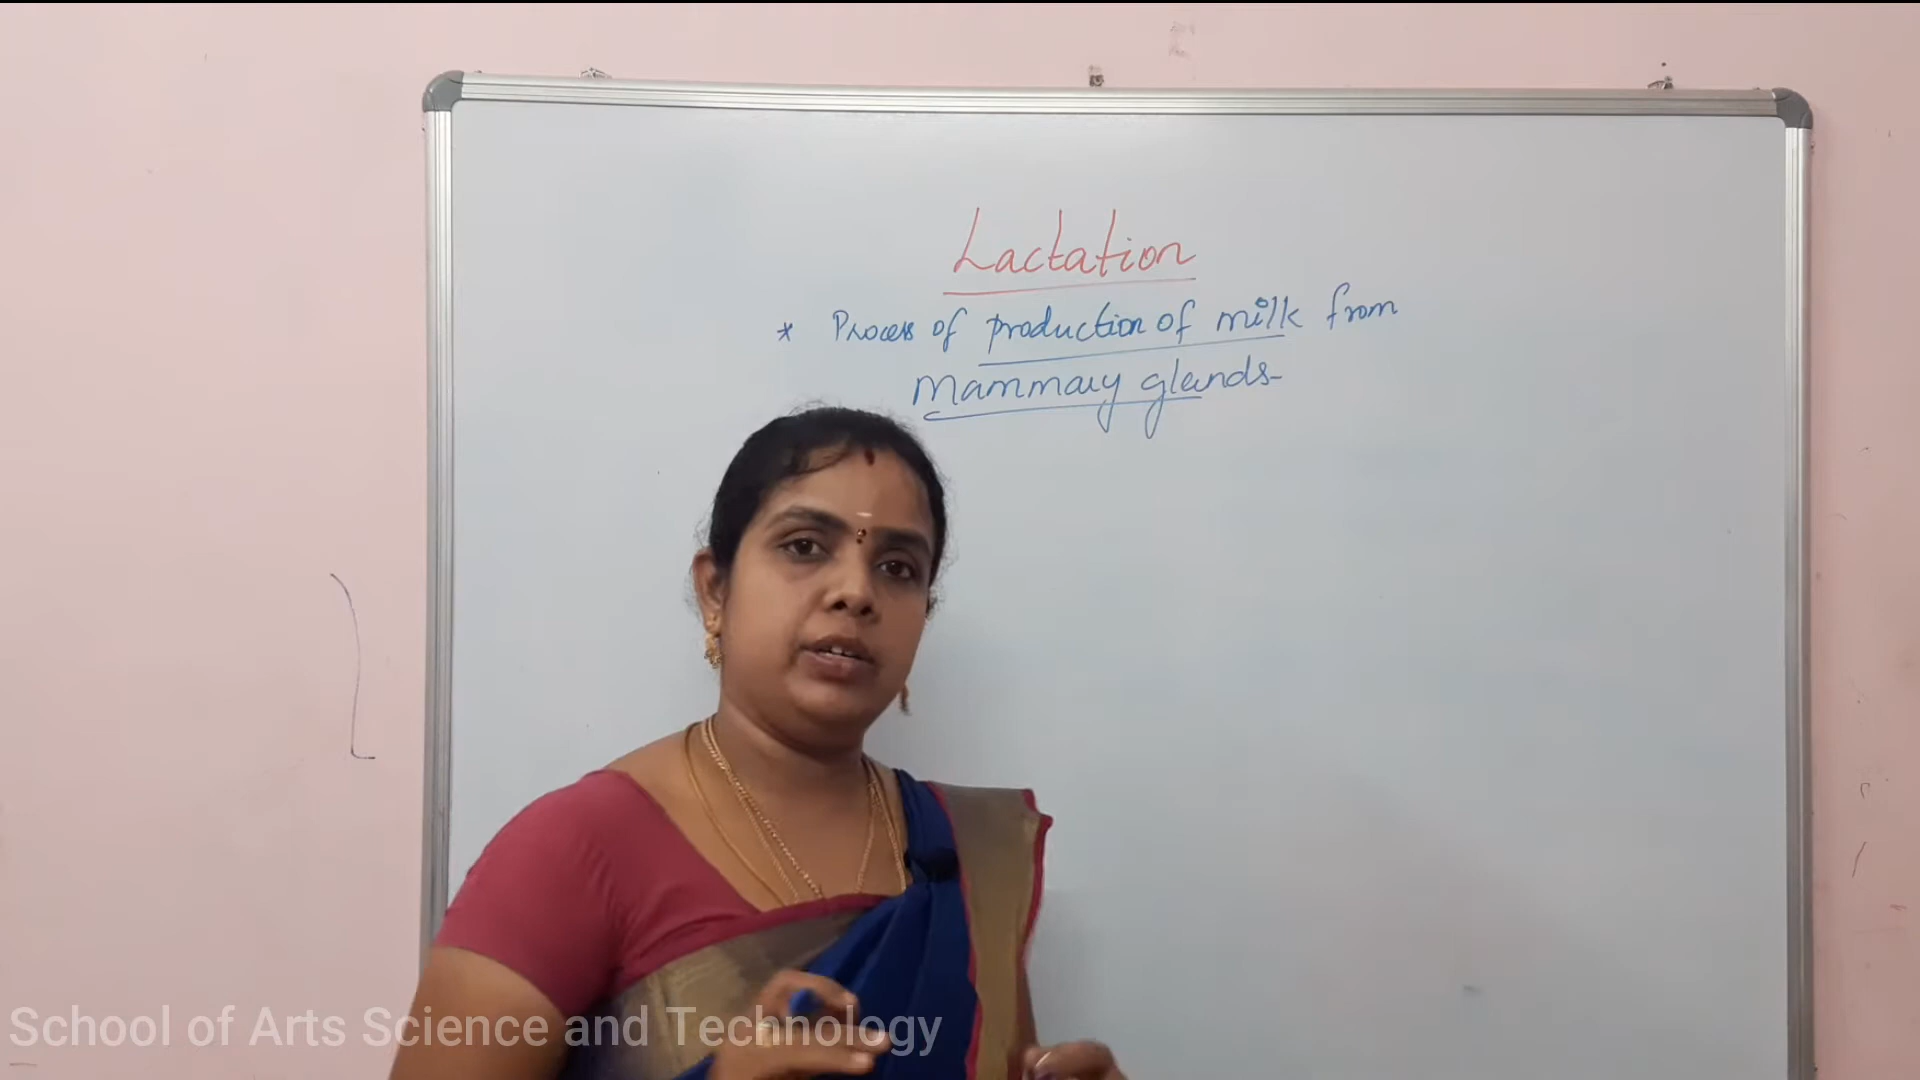 Lactation
* Process of production of milk from
Mammary glands-
School of Arts Science and Technology